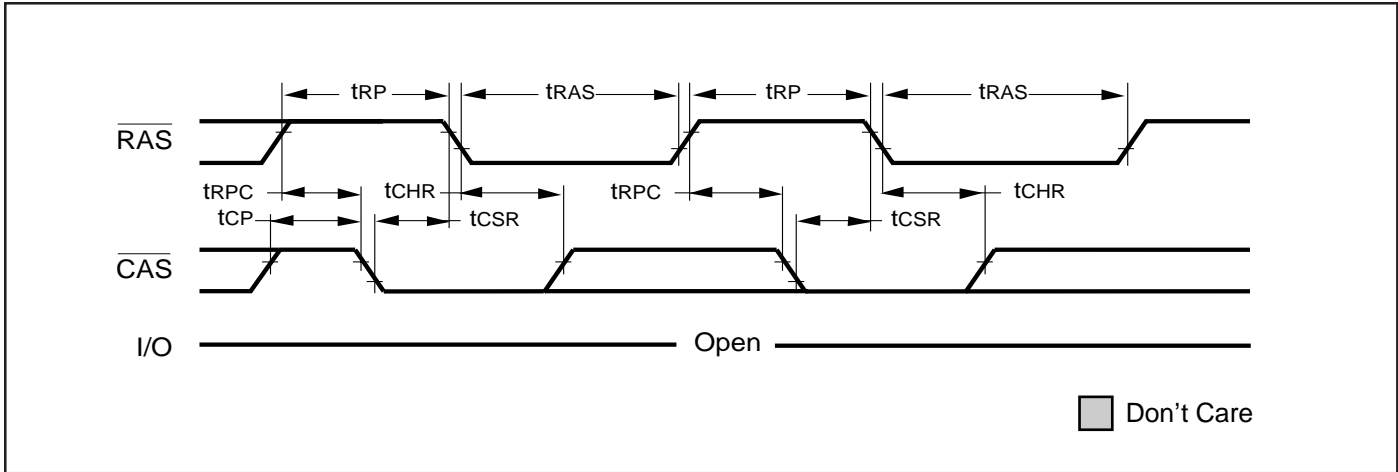 tRP tRAS tRP tRAS
RAS
tRPC tCHR tRPC tCHR
tCP tCSR tCSR
CAS
I/O Open
Don't Care